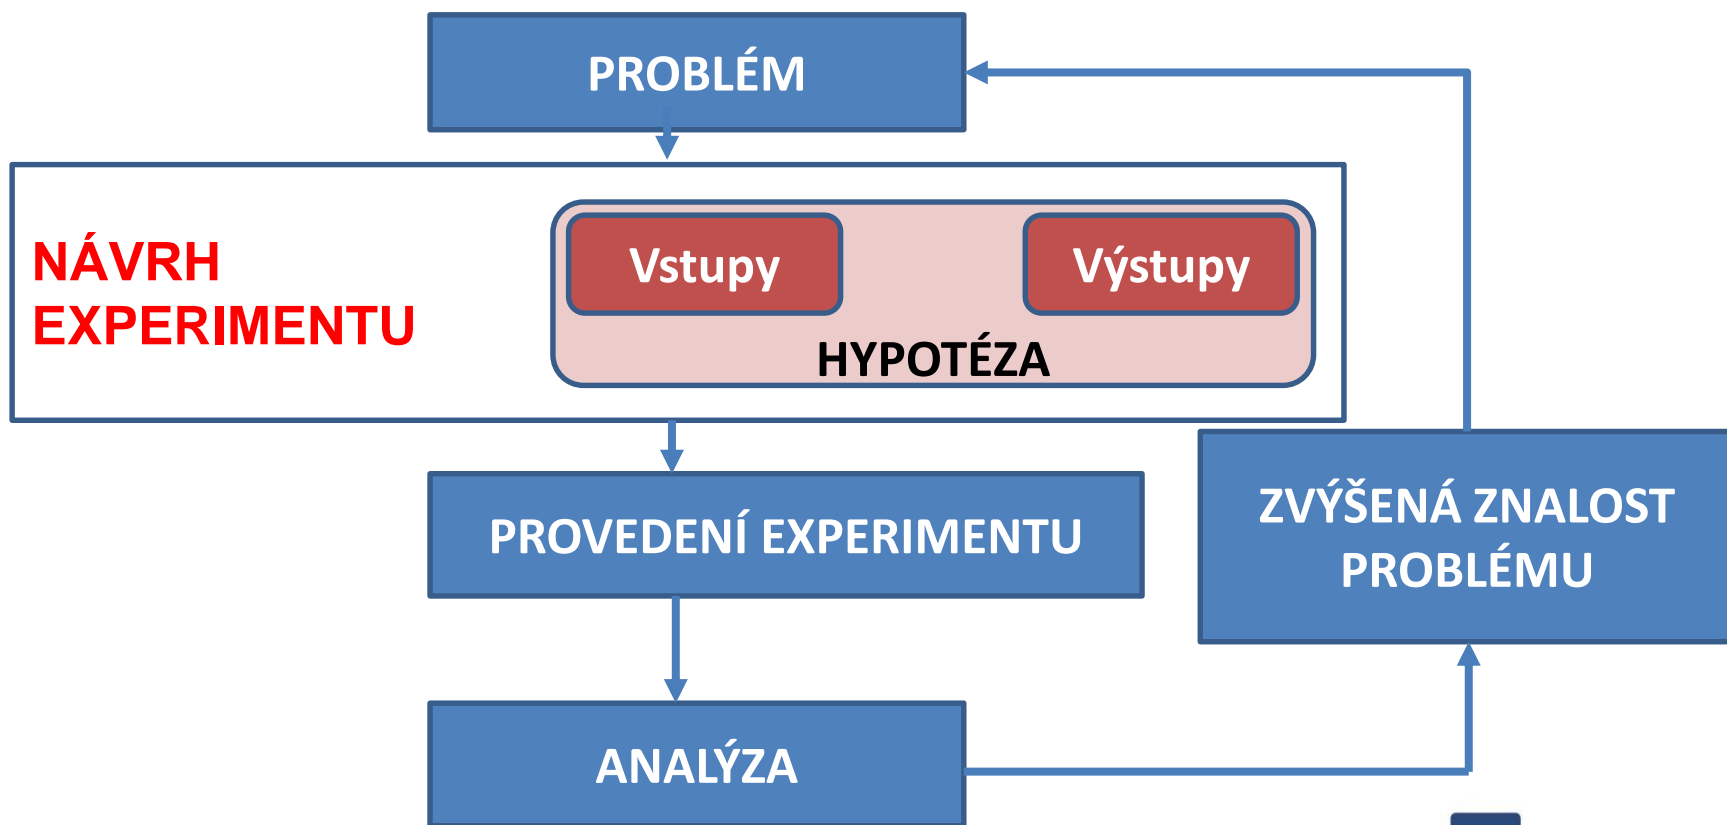 PROBLÉM
NÁVRH
EXPERIMENTU
Vstupy
Výstupy
HYPOTÉZA
PROVEDENÍ EXPERIMENTU
ZVÝŠENÁ ZNALOST
PROBLÉMU
ANALÝZA